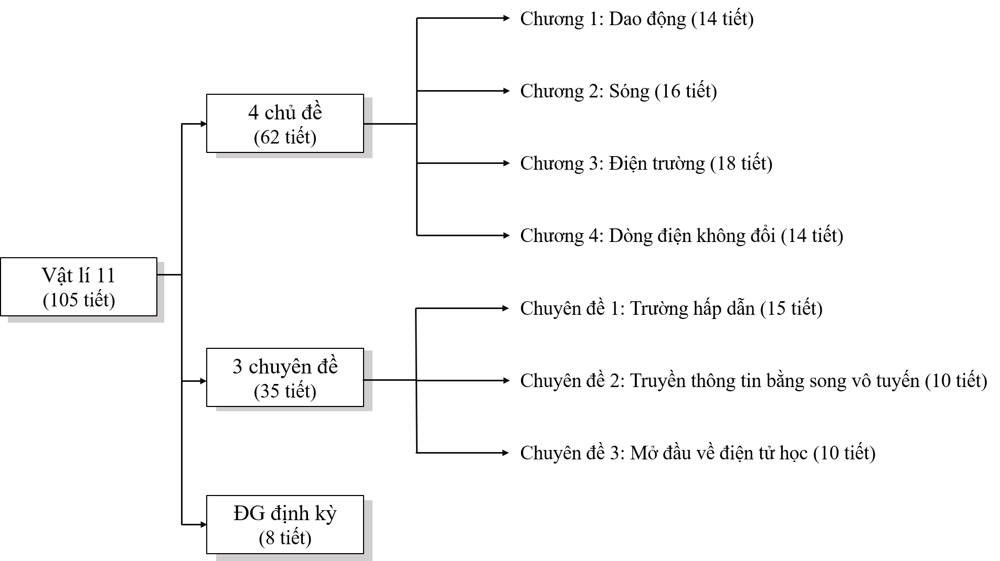 Chương 1: Dao động (14 tiết)
Chương 2: Sóng (16 tiết)
4 chủ đề
(62 tiết)
Chương 3: Điện trường (18 tiết)
Chương 4: Dòng điện không đổi (14 tiết)
Vật lí 11
(105 tiết)
Chuyên đề 1: Trường hấp dẫn (15 tiết)
3 chuyên đề
(35 tiết)
Chuyên đề 2: Truyền thông tin bằng song vô tuyến (10 tiết)
Chuyên đề 3: Mở đầu về điện tử học (10 tiết)
ĐG định kỳ
(8 tiết)